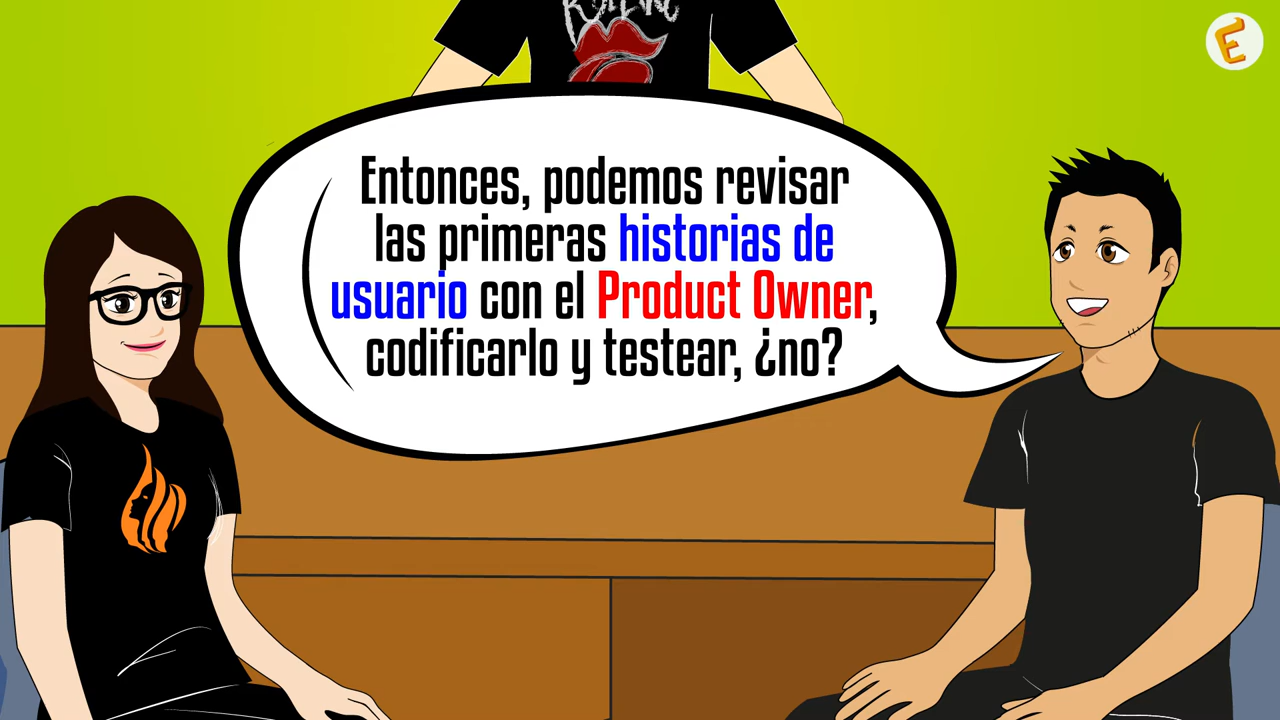 Entonces, podemos revisar
las primeras historias de
usuario con el Product Owner,
codificarlo y testear, ¿no?
E